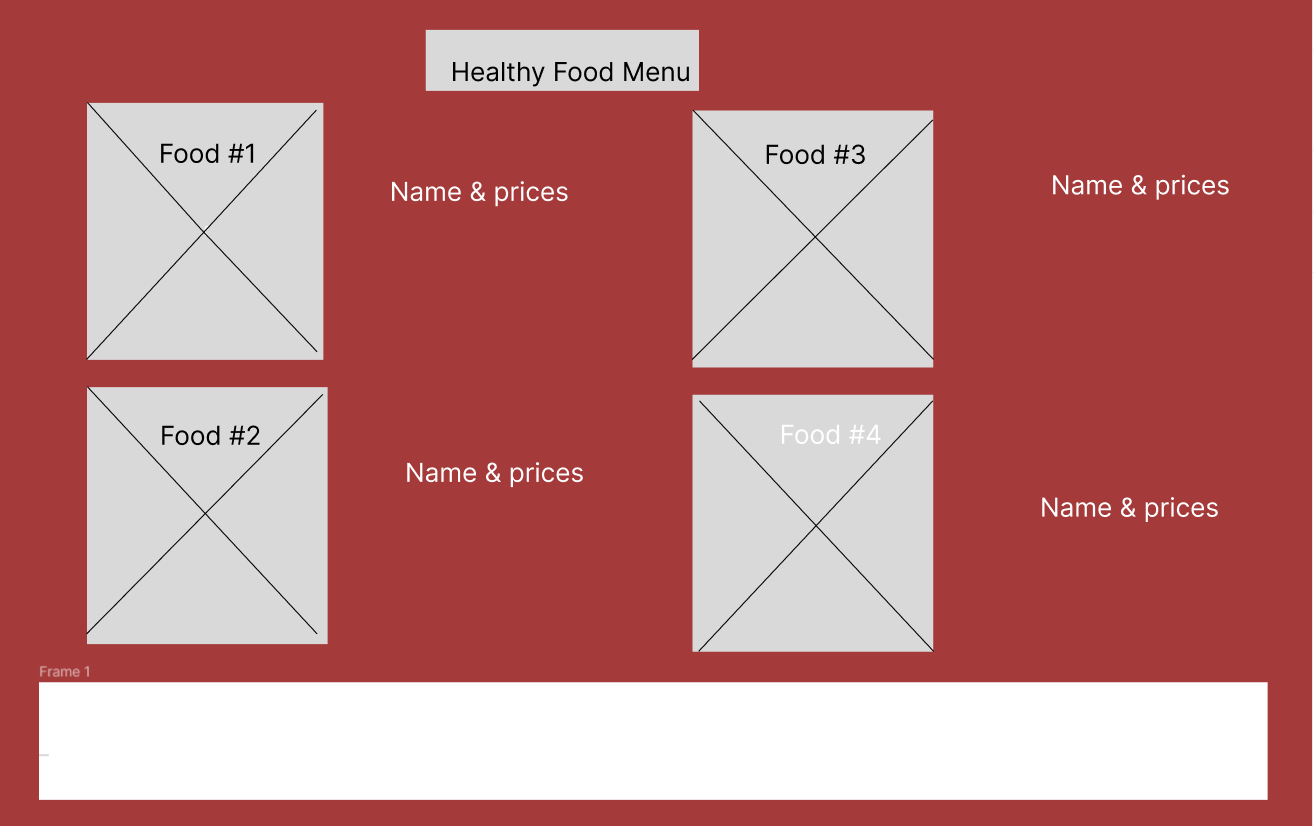 Healthy Food Menu
Food #1
Name & prices
Food #3
Name & prices
Food #2
Name & prices
Food #4
Name & prices
Frame 1